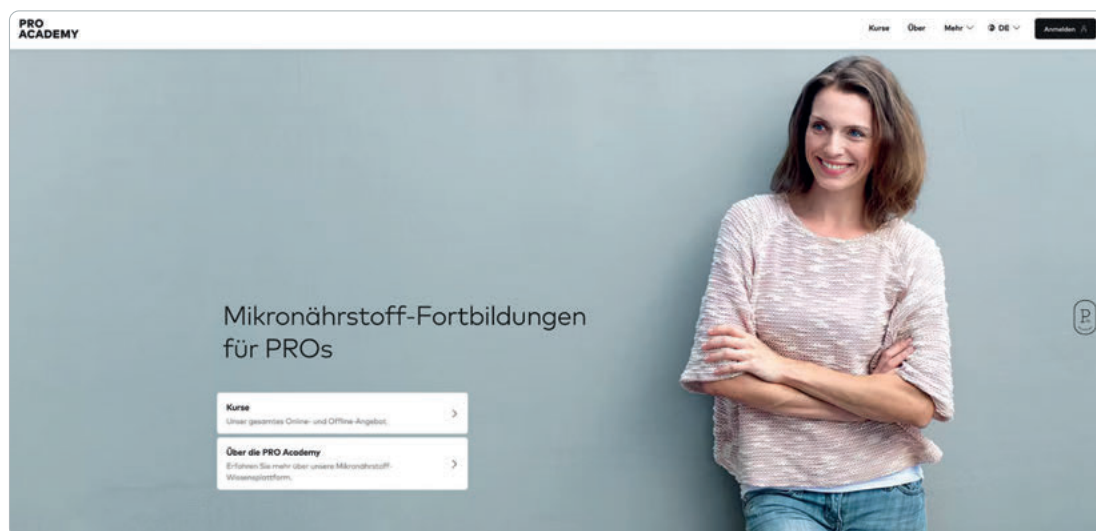 PRO
ACADEMY
Kurse Über Mehr DE Anmelden
Mikronährstoff-Fortbildungen
für PROs
Kurse
Unser gesamtes Online- und Offline-Angebot.
Über die PRO Academy
Erfahren Sie mehr über unsere Mikronährstoff-
Wissensplattform.
P